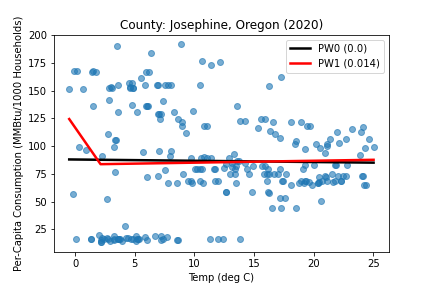 County: Josephine, Oregon (2020)
PW0 (0.0)
PW1 (0.014)
Per-Capita Consumption (MMBtu/1000 Households)
200
175
150
125
100
75
50
25
0 5 10 15 20 25
Temp (deg C)